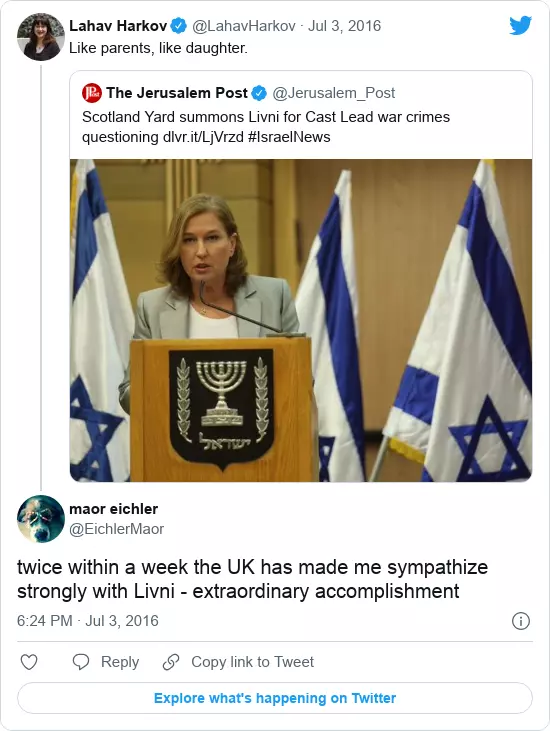 Lahav Harkov @LahavHarkov · Jul 3, 2016
Like parents, like daughter.
JP.com
The Jerusalem Post @Jerusalem_Post
Scotland Yard summons Livni for Cast Lead war crimes
questioning dlvr.it/LjVrzd #IsraelNews
ישראל
maor eichler
@EichlerMaor
twice within a week the UK has made me sympathize
strongly with Livni - extraordinary accomplishment
6:24 PM · Jul 3, 2016
Reply Copy link to Tweet
Explore what's happening on Twitter